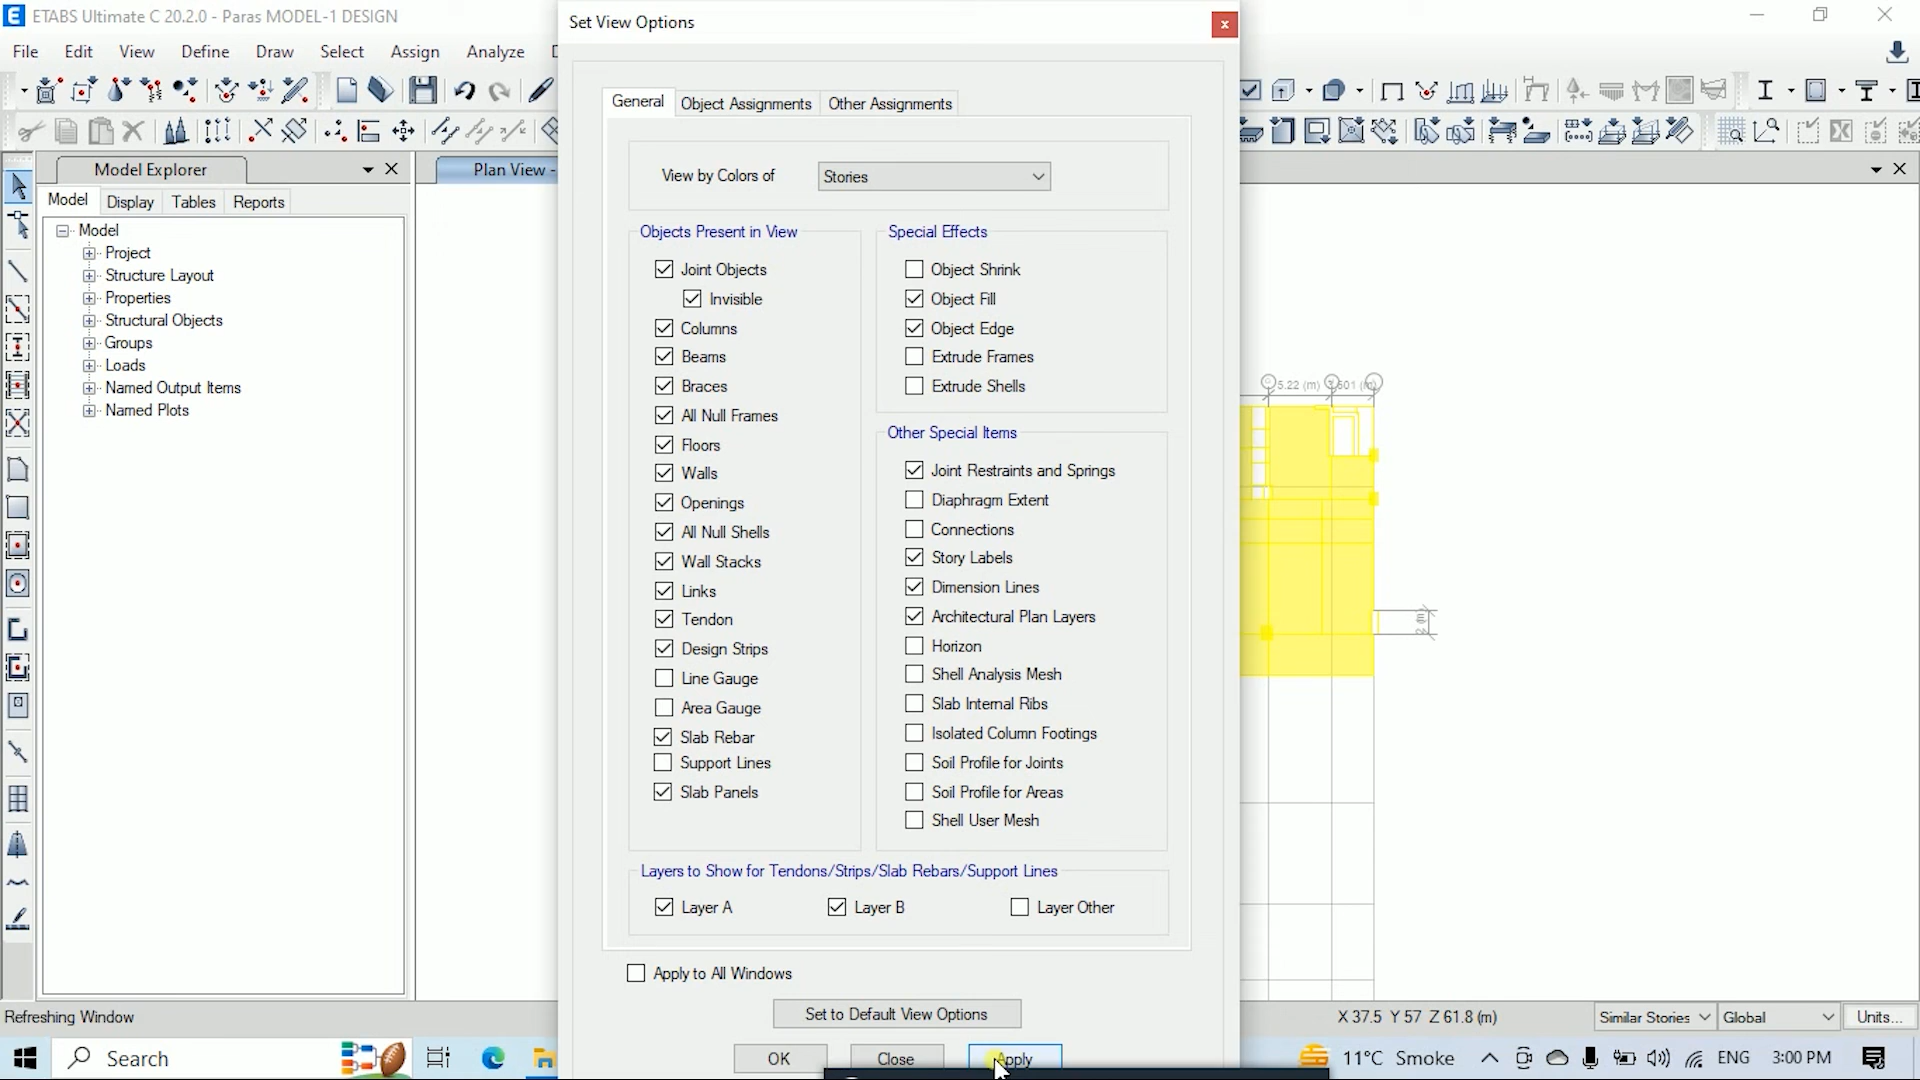 ETABS Ultimate C 20.2.0 - Paras MODEL-1 DESIGN
File Edit View Define Draw Select Assign Analyze
Set View Options
Model Explorer
Plan View -
Model Display Tables Reports
Model
Project
Structure Layout
Properties
Structural Objects
Groups
Loads
Named Output Items
Named Plots
General Object Assignments Other Assignments
View by Colors of Stories
Objects Present in View
Joint Objects
Invisible
Columns
Beams
Braces
All Null Frames
Floors
Walls
Openings
All Null Shells
Wall Stacks
Links
Tendon
Design Strips
Line Gauge
Area Gauge
Slab Rebar
Support Lines
Slab Panels
Special Effects
Object Shrink
Object Fill
Object Edge
Extrude Frames
Extrude Shells
Other Special Items
Joint Restraints and Springs
Diaphragm Extent
Connections
Story Labels
Dimension Lines
Architectural Plan Layers
Horizon
Shell Analysis Mesh
Slab Internal Ribs
Isolated Column Footings
Soil Profile for Joints
Soil Profile for Areas
Shell User Mesh
Layers to Show for Tendons/Strips/Slab Rebars/Support Lines
Layer A Layer B Layer Other
Apply to All Windows
Set to Default View Options
OK Close Apply
5.22 (m)
Refreshing Window
X 37.5 Y 57 Z 61.8 (m)
Similar Stories Global Units...
Search
11°C Smoke
ENG 3:00 PM